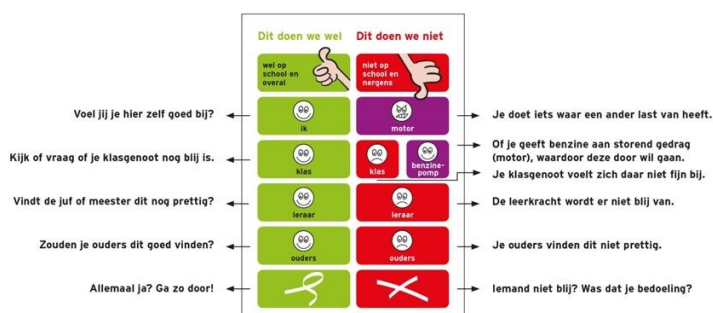 Dit doen we wel
Dit doen we niet
wel op
school en
overal
niet op
school en
nergens
Voel jij je hier zelf goed bij?
ik
motor
Je doet iets waar een ander last van heeft.
Kijk of vraag of je klasgenoot nog blij is.
klas
klas
benzine-
pomp
Of je geeft benzine aan storend gedrag
(motor), waardoor deze door wil gaan.
Je klasgenoot voelt zich daar niet fijn bij.
Vindt de juf of meester dit nog prettig?
leraar
leraar
De leerkracht wordt er niet blij van.
Zouden je ouders dit goed vinden?
ouders
ouders
Je ouders vinden dit niet prettig.
Allemaal ja? Ga zo door!
Iemand niet blij? Was dat je bedoeling?